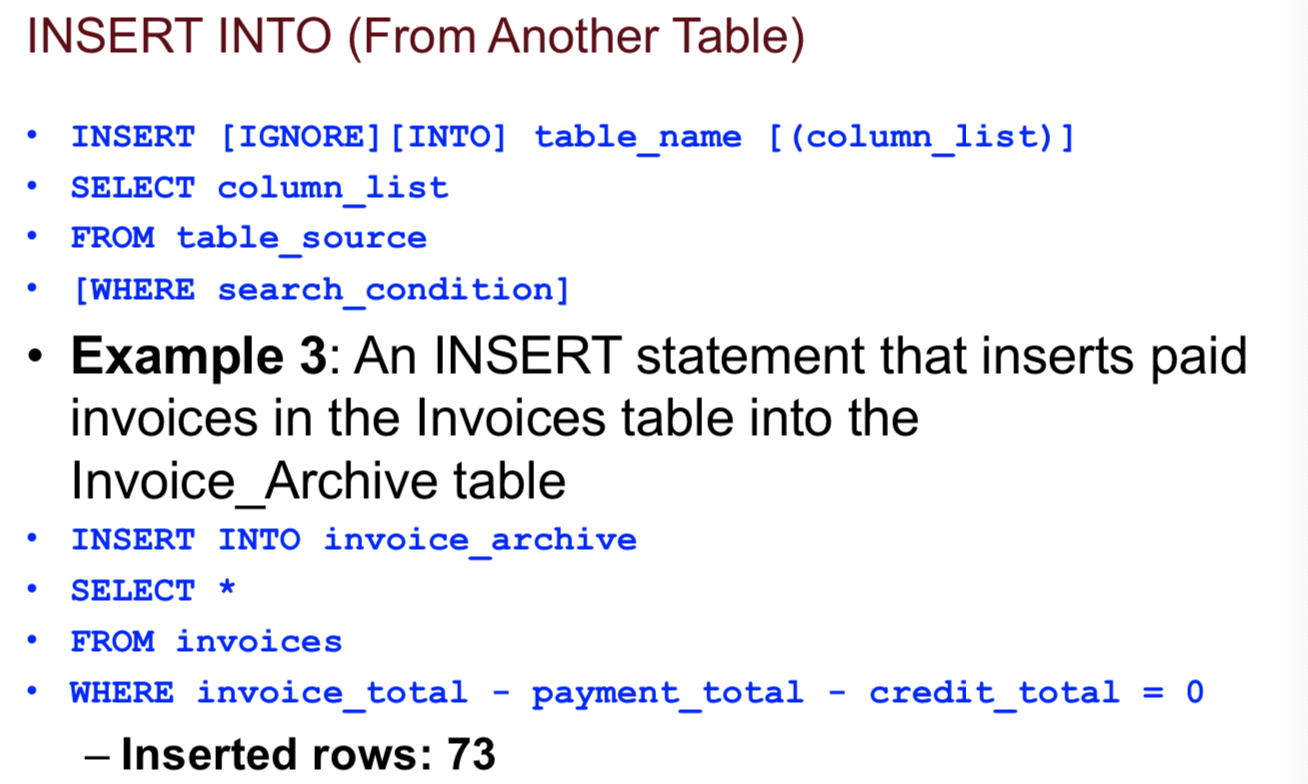 INSERT INTO (From Another Table)
• INSERT [IGNORE][INTO] table_name [(column_list)]
• SELECT column_list
• FROM table_source
• [WHERE search_condition]
• Example 3: An INSERT statement that inserts paid
invoices in the Invoices table into the
Invoice_Archive table
• INSERT INTO invoice_archive
• SELECT *
• FROM invoices
• WHERE invoice_total - payment_total - credit_total = 0
– Inserted rows: 73